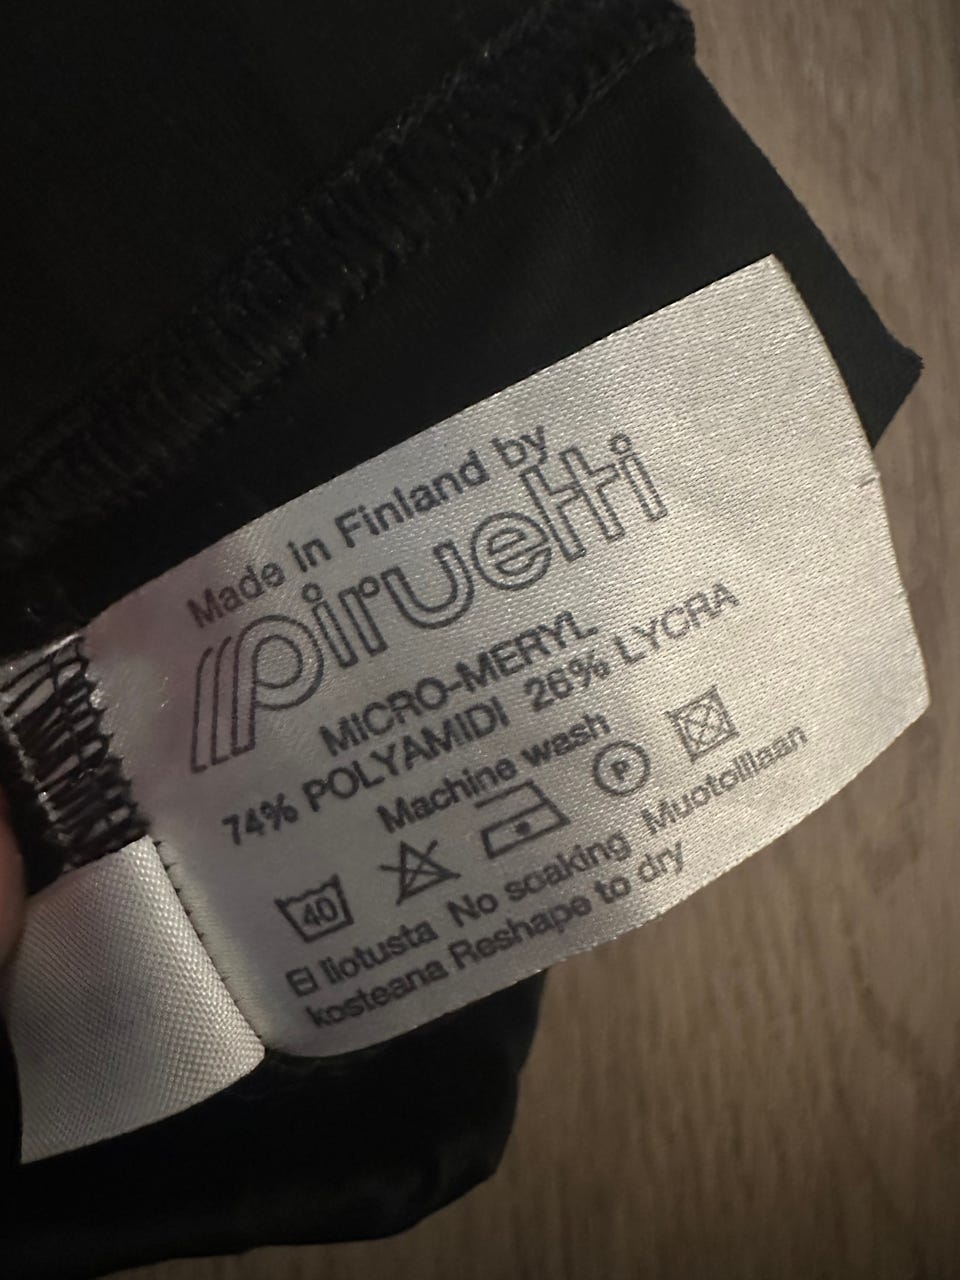 Made in Finland by
piruetti
MICRO-MERYL
74% POLYAMIDI 26% LYCRA
Machine wash
40 P
Ei liotusta No soaking Muotoillaan
kosteana Reshape to dry